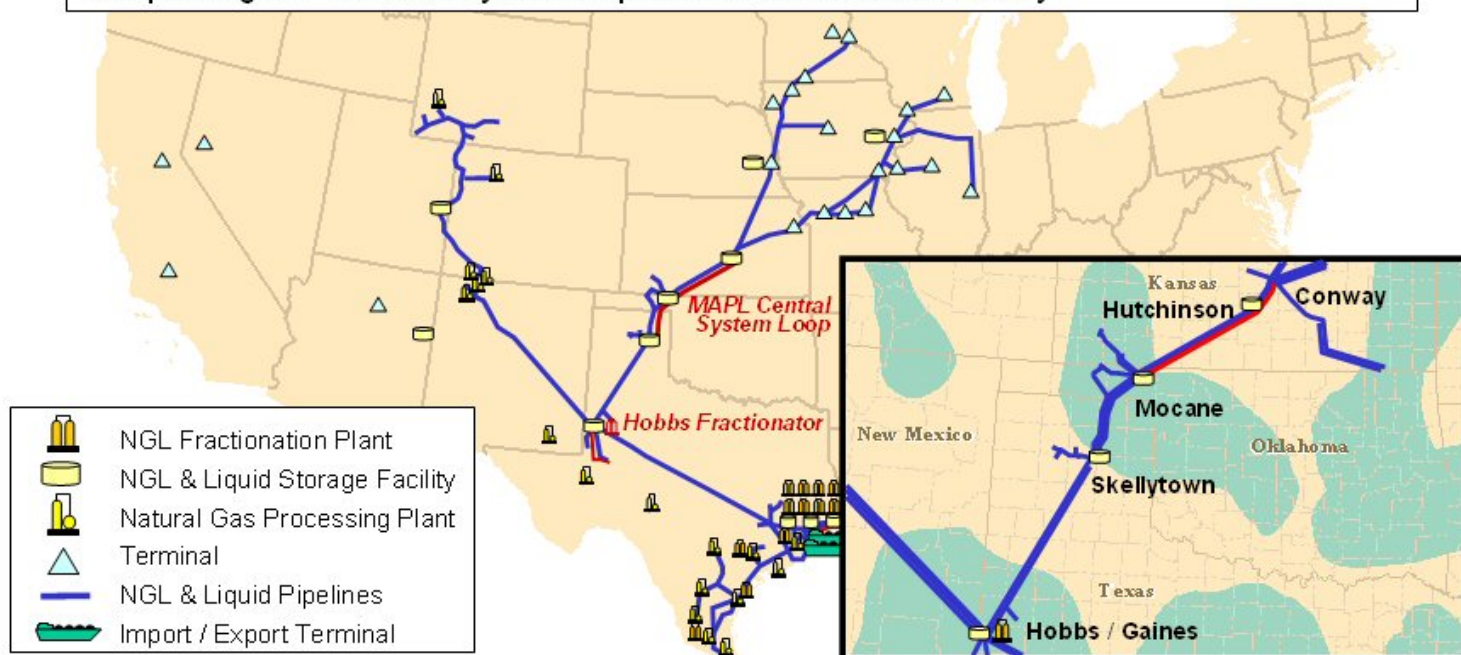 MAPL Central
System Loop
Hobbs Fractionator
NGL Fractionation Plant
NGL & Liquid Storage Facility
Natural Gas Processing Plant
Terminal
NGL & Liquid Pipelines
Import / Export Terminal
Kansas
Hutchinson
Conway
Mocane
New Mexico
Oklahoma
Skellytown
Texas
Hobbs / Gaines